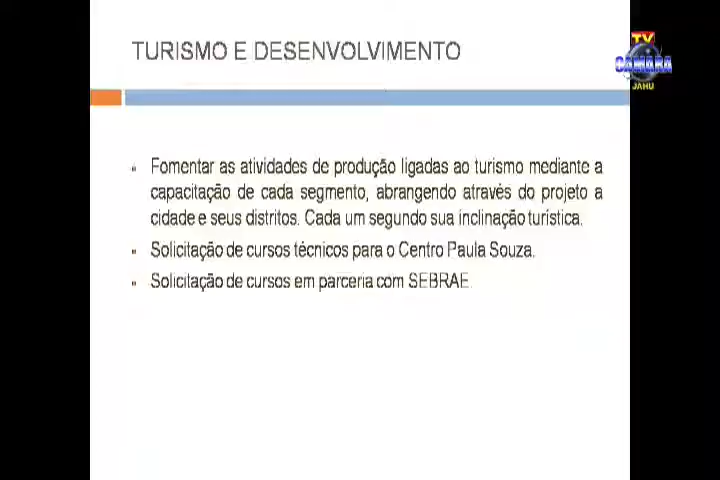 TURISMO E DESENVOLVIMENTO
TV
CÂMARA
JAHU
Fomentar as atividades de produção ligadas ao turismo mediante a
capacitação de cada segmento, abrangendo através do projeto a
cidade e seus distritos. Cada um segundo sua inclinação turística.
Solicitação de cursos técnicos para o Centro Paula Souza.
Solicitação de cursos em parceria com SEBRAE.